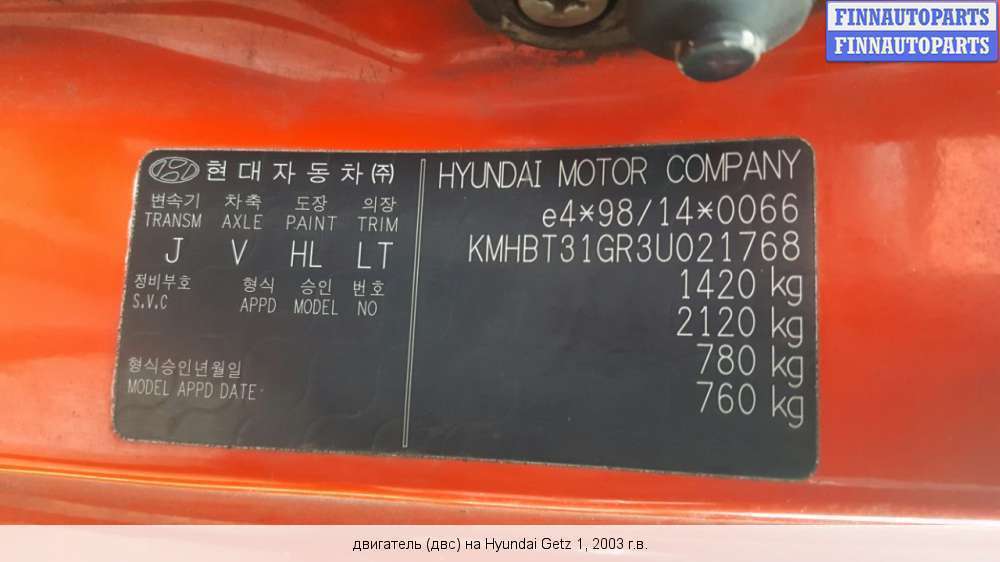 FINNAUTOPARTS
FINNAUTOPARTS
현대자동차㈜
변속기 차축 도장 의장
TRANSM AXLE PAINT TRIM
J V HL LT
정비부호 형식 승인 번호
S.V.C APPD MODEL NO
형식승인년월일
MODEL APPD DATE:
HYUNDAI MOTOR COMPANY
e4*98/14*0066
KMHBT31GR3U021768
1420 kg
2120 kg
780 kg
760 kg
двигатель (двс) на Hyundai Getz 1, 2003 г.в.